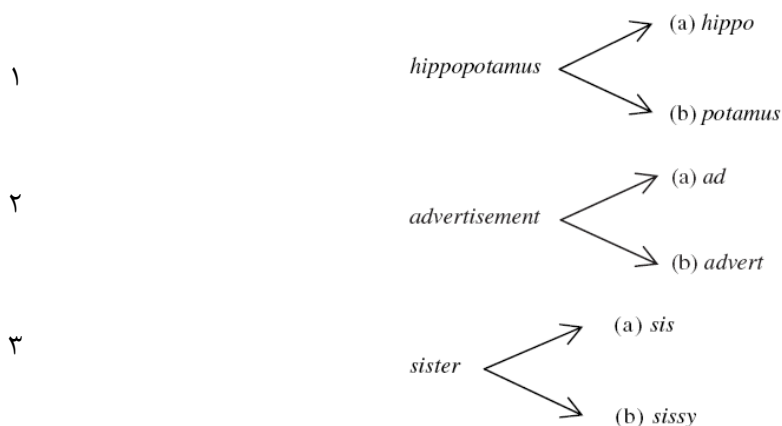 (a) hippo
۱ hippopotamus
(b) potamus
(a) ad
۲ advertisement
(b) advert
(a) sis
۳ sister
(b) sissy